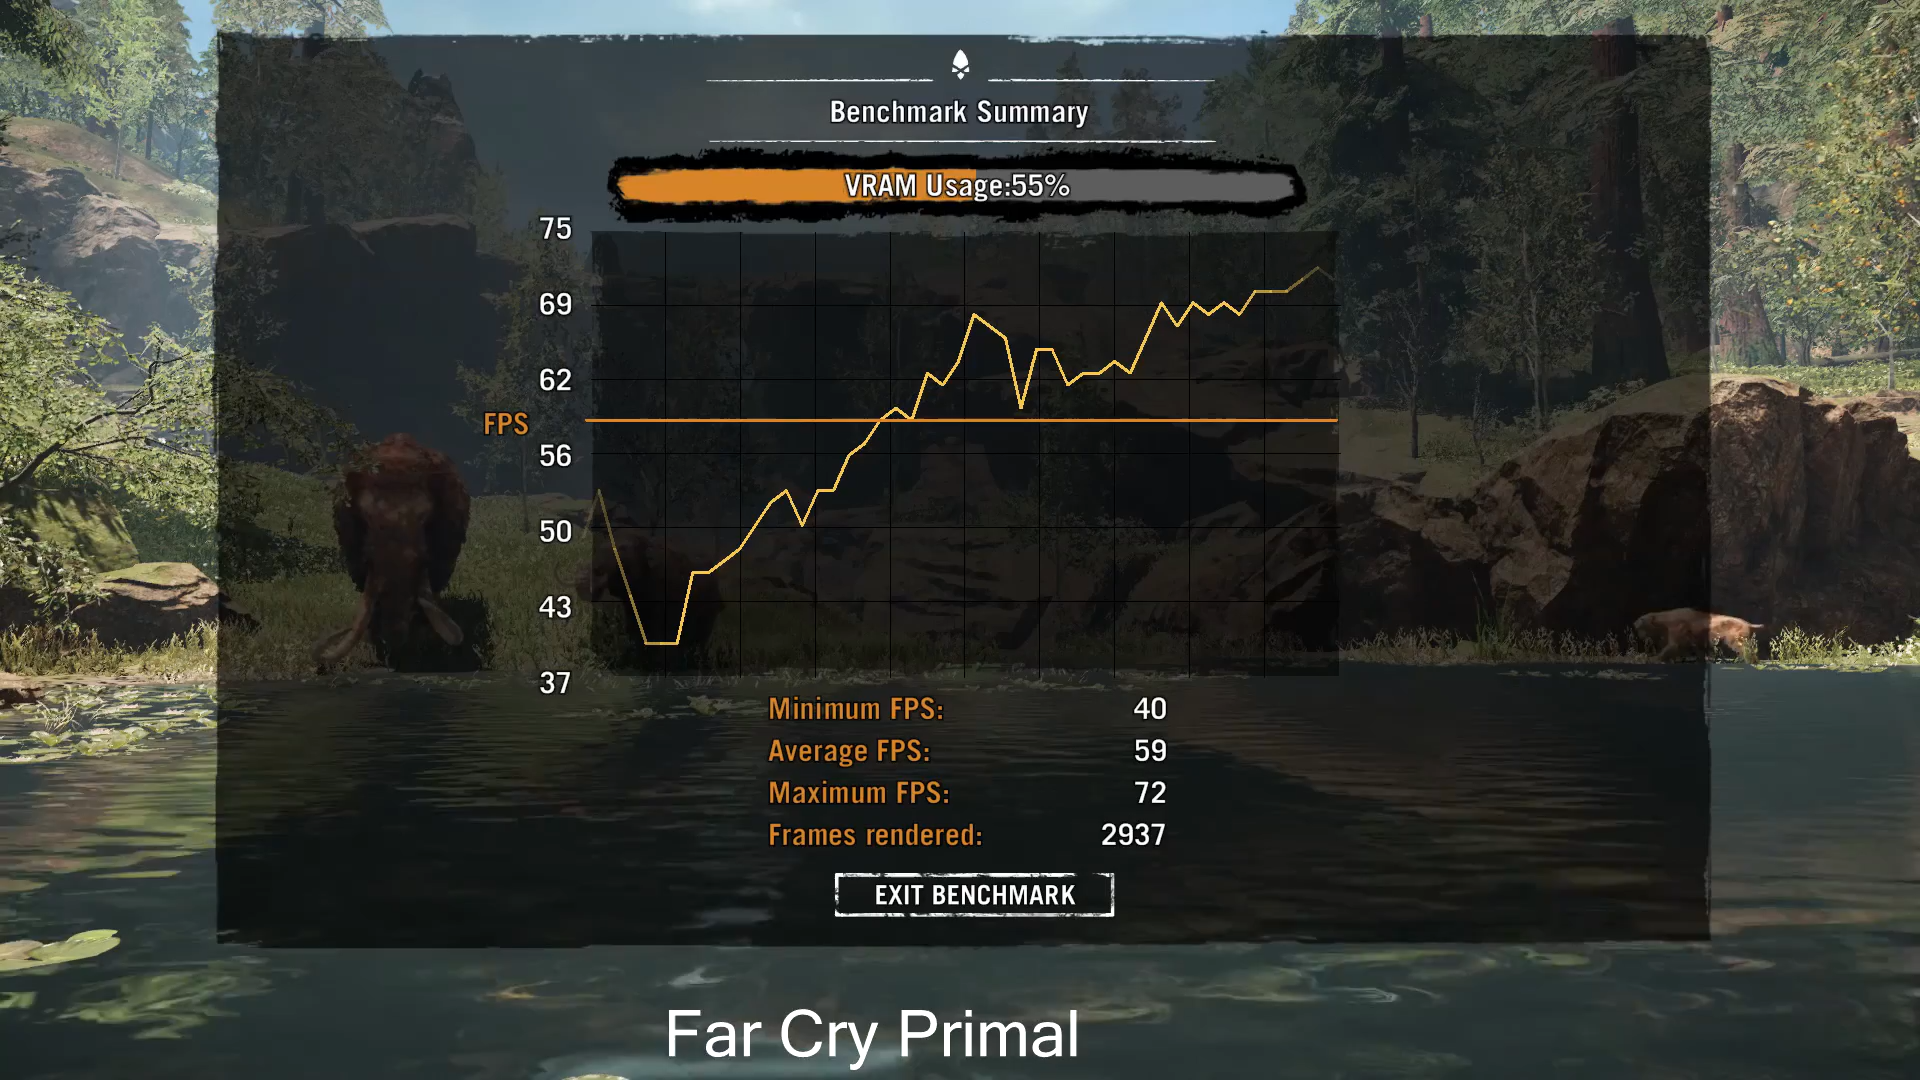 Benchmark Summary
VRAM Usage:55%
75
69
62
FPS
56
50
43
37
Minimum FPS: 40
Average FPS: 59
Maximum FPS: 72
Frames rendered: 2937
EXIT BENCHMARK
Far Cry Primal